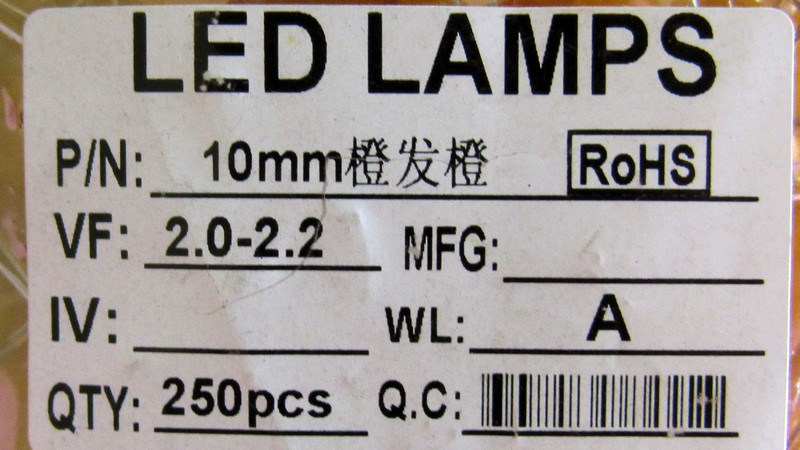 LED LAMPS
P/N: 10mm橙发橙 RoHS
VF: 2.0-2.2 MFG:
IV: WL: A
QTY: 250pcs Q.C: